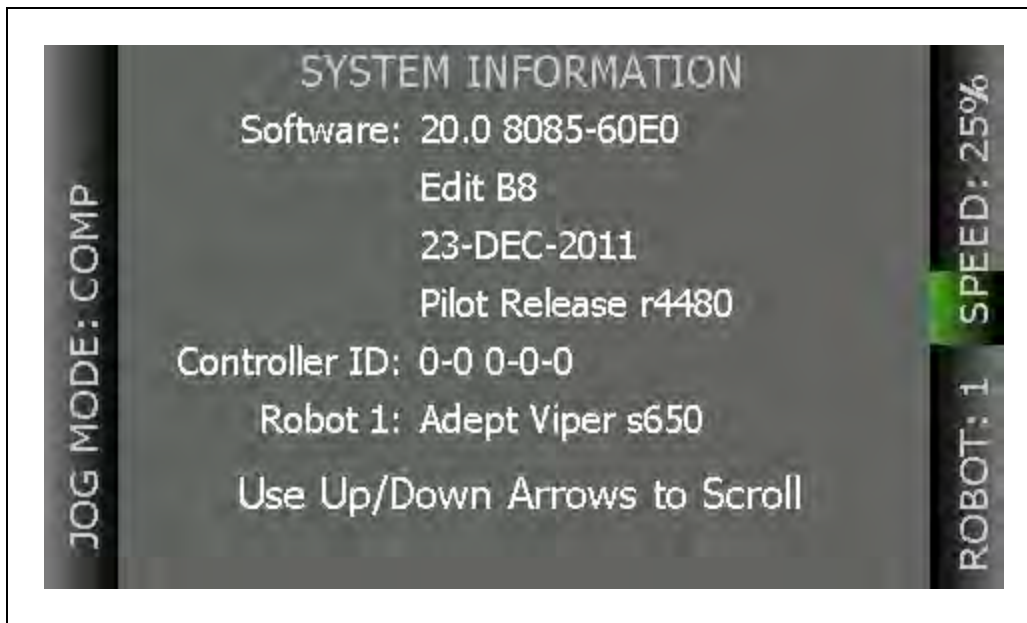 SYSTEM INFORMATION
Software: 20.0 8085-60E0
Edit B8
23-DEC-2011
Pilot Release r4480
Controller ID: 0-0 0-0-0
Robot 1: Adept Viper s650
Use Up/Down Arrows to Scroll
JOG MODE: COMP
SPEED: 25%
ROBOT: 1